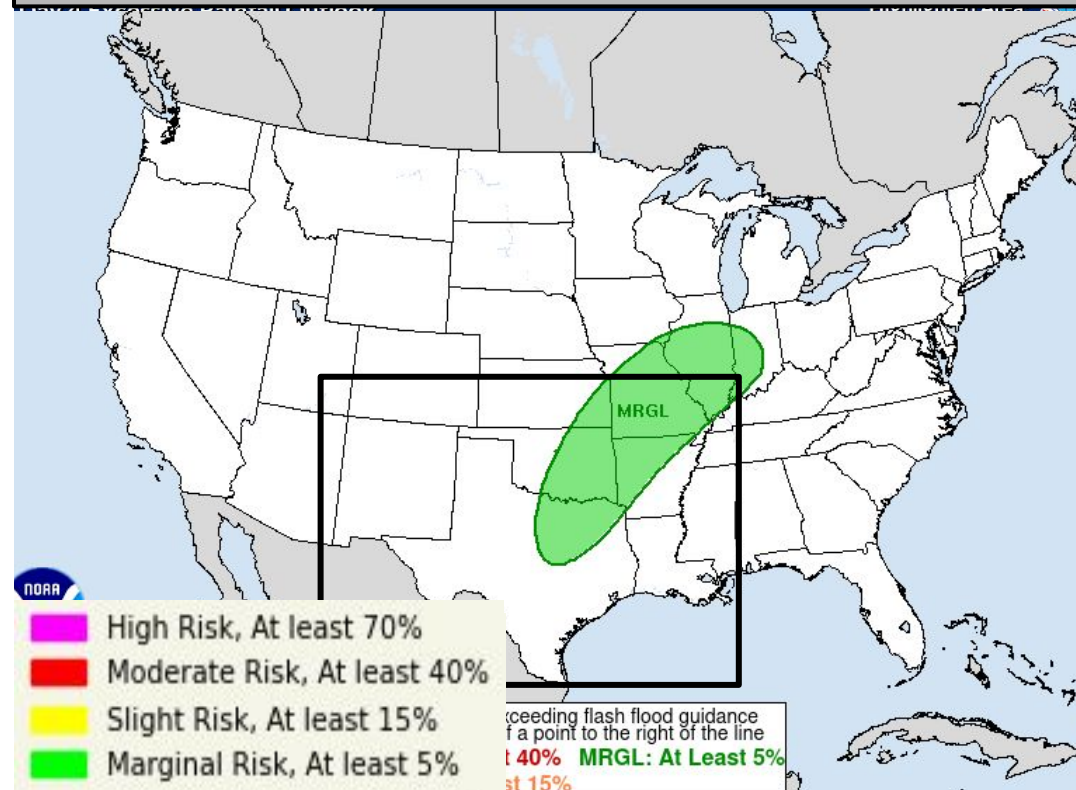 MRGL
NOAA
High Risk, At least 70%
Moderate Risk, At least 40%
Slight Risk, At least 15%
Marginal Risk, At least 5%
xceeding flash flood guidance
f a point to the right of the line
t 40% MRGL: At Least 5%
st 15%